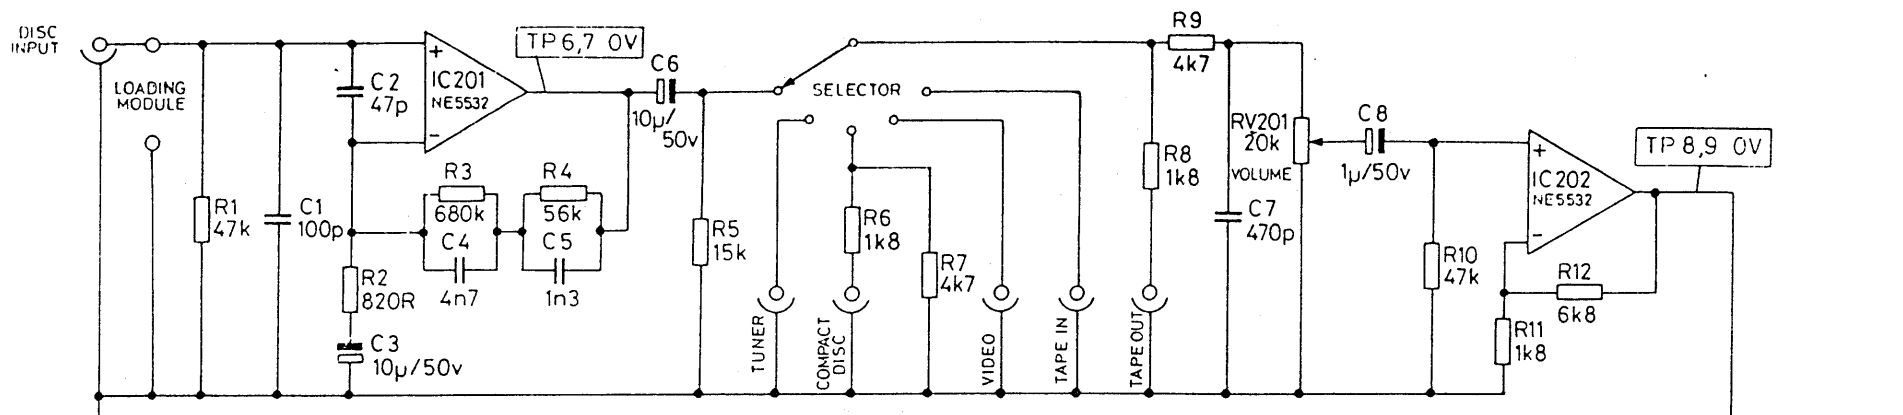 DISC
INPUT
LOADING
MODULE
R1
47k
C1
100p
C2
47p
+
-
IC201
NE5532
TP 6,7 0V
C6
10µ/
50v
R3
680k
C4
4n7
R4
56k
C5
1n3
R2
820R
C3
10µ/50v
R5
15k
SELECTOR
R6
1k8
R7
4k7
TUNER
COMPACT
DISC
VIDEO
TAPE IN
TAPE OUT
R8
1k8
R9
4k7
C7
470p
RV201
20k
VOLUME
C8
1µ/50v
R10
47k
+
-
IC202
NE5532
TP 8,9 0V
R12
6k8
R11
1k8